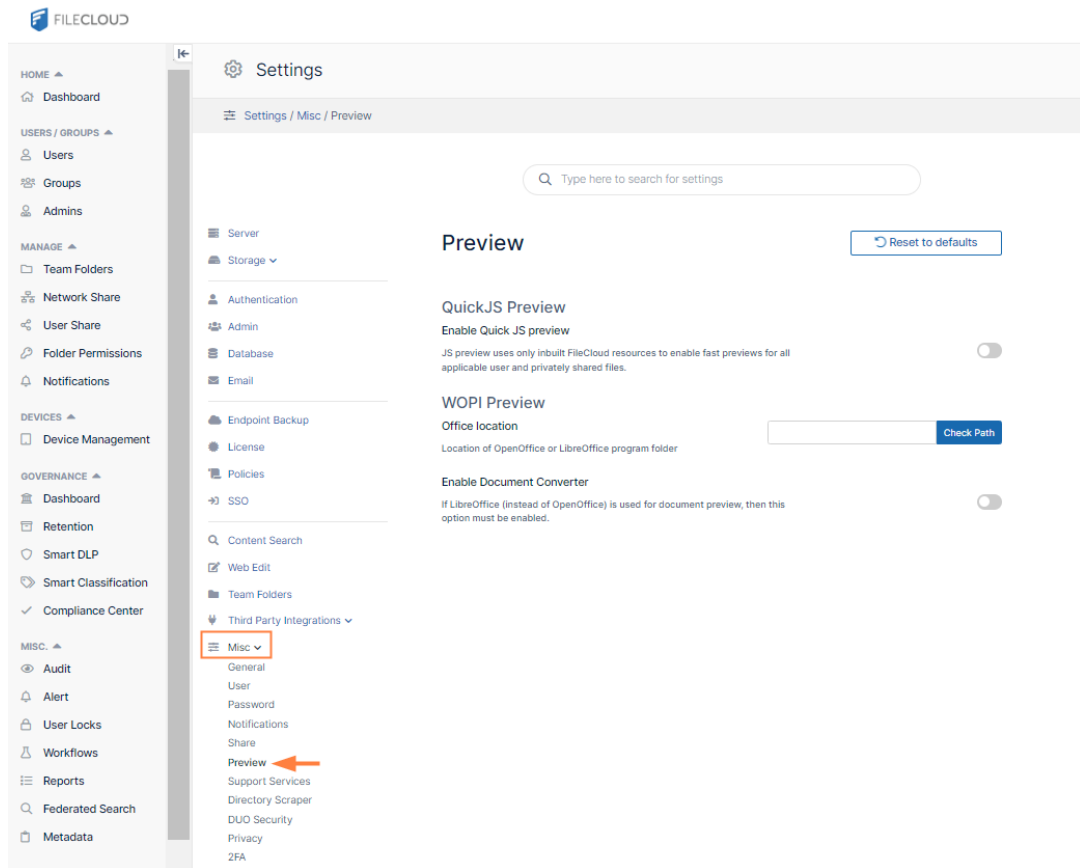 FILECLOUD
HOME
Dashboard
USERS / GROUPS
Users
Groups
Admins
MANAGE
Team Folders
Network Share
User Share
Folder Permissions
Notifications
DEVICES
Device Management
GOVERNANCE
Dashboard
Retention
Smart DLP
Smart Classification
Compliance Center
MISC.
Audit
Alert
User Locks
Workflows
Reports
Federated Search
Metadata
Settings
Settings / Misc / Preview
Type here to search for settings
Server
Storage
Authentication
Admin
Database
Email
Endpoint Backup
License
Policies
SSO
Content Search
Web Edit
Team Folders
Third Party Integrations
Misc
General
User
Password
Notifications
Share
Preview
Support Services
Directory Scraper
DUO Security
Privacy
2FA
Preview
Reset to defaults
QuickJS Preview
Enable Quick JS preview
JS preview uses only inbuilt FileCloud resources to enable fast previews for all
applicable user and privately shared files.
WOPI Preview
Office location
Check Path
Location of OpenOffice or LibreOffice program folder
Enable Document Converter
If LibreOffice (instead of OpenOffice) is used for document preview, then this
option must be enabled.